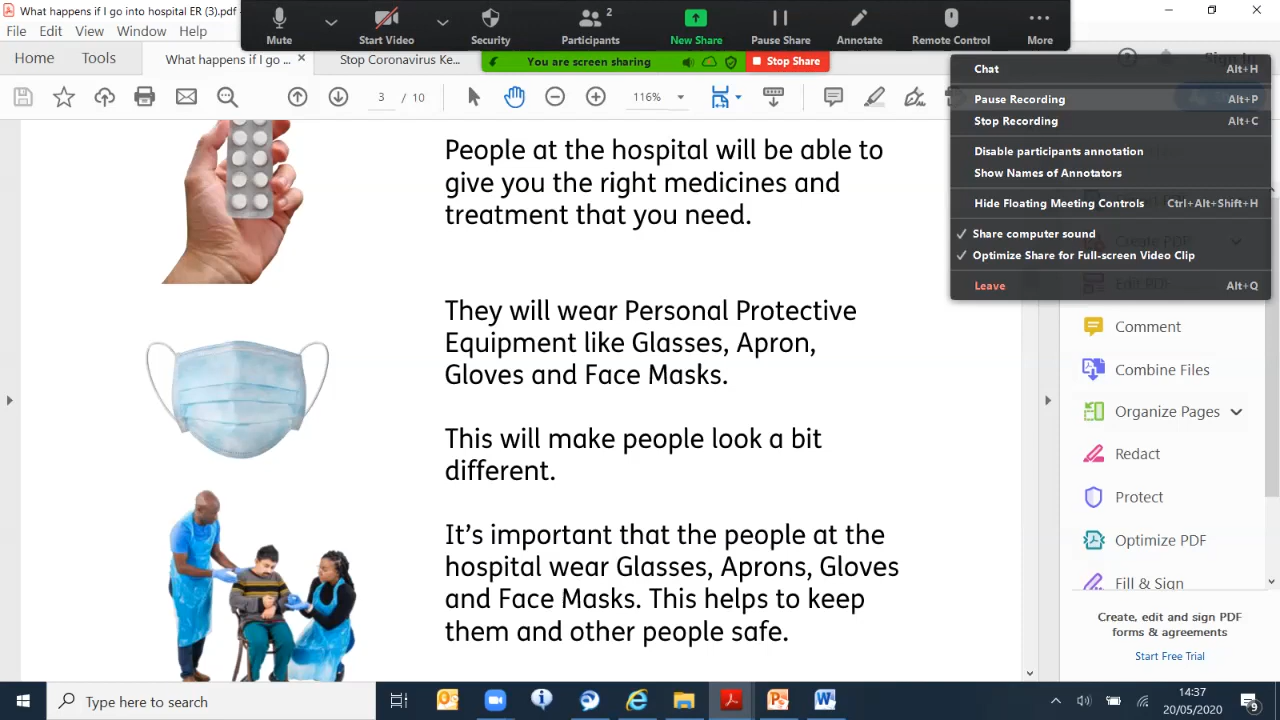 What happens if I go into hospital ER (3).pdf
File Edit View Window Help
Mute
Start Video
Security
2
Participants
New Share
Pause Share
Annotate
Remote Control
More
You are screen sharing
Stop Share
Home Tools What happens if I go ... × Stop Coronavirus Ke...
3 / 10
116%
Chat Alt+H
Pause Recording Alt+P
Stop Recording Alt+C
Disable participants annotation
Show Names of Annotators
Hide Floating Meeting Controls Ctrl+Alt+Shift+H
Share computer sound
Optimize Share for Full-screen Video Clip
Leave Alt+Q
People at the hospital will be able to
give you the right medicines and
treatment that you need.
They will wear Personal Protective
Equipment like Glasses, Apron,
Gloves and Face Masks.
This will make people look a bit
different.
It’s important that the people at the
hospital wear Glasses, Aprons, Gloves
and Face Masks. This helps to keep
them and other people safe.
Create PDF
Edit PDF
Comment
Combine Files
Organize Pages
Redact
Protect
Optimize PDF
Fill & Sign
Create, edit and sign PDF
forms & agreements
Start Free Trial
Type here to search
14:37
20/05/2020
9